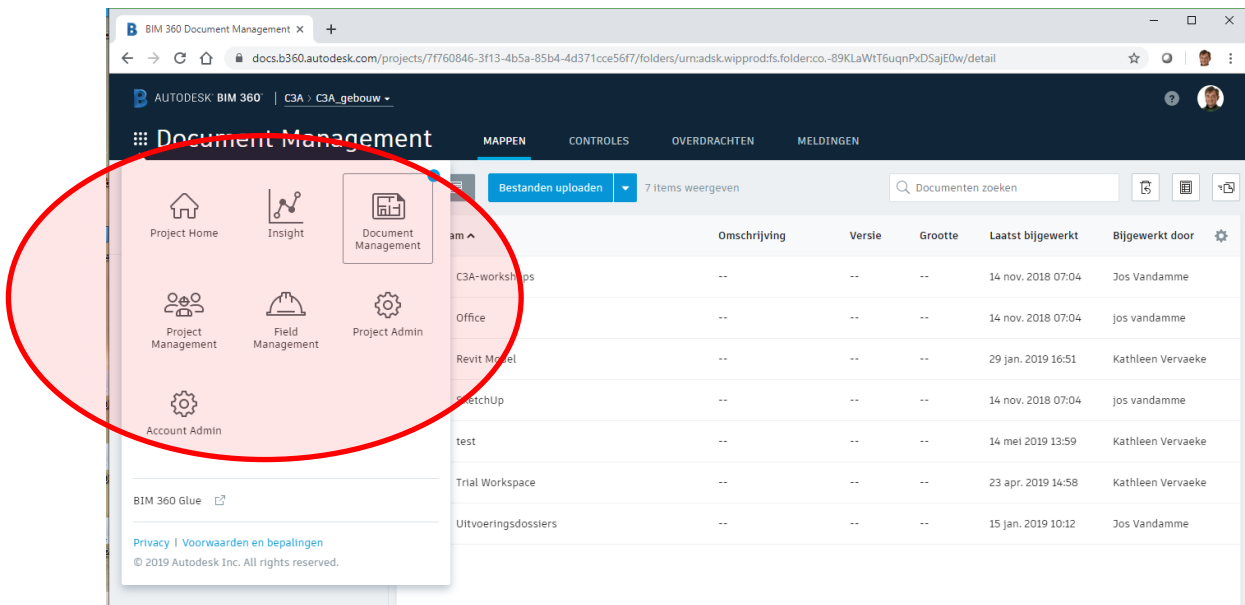 BIM 360 Document Management
docs.b360.autodesk.com/projects/7f760846-3f13-4b5a-85b4-4d371cce56f7/folders/urn:adsk.wipprod:fs.folder:co.-89KLaWtT6uqnPxDSajE0w/detail
AUTODESK® BIM 360® | C3A > C3A_gebouw
Document Management
MAPPEN CONTROLES OVERDRACHTEN MELDINGEN
Project Home
Insight
Document
Management
Project
Management
Field
Management
Project Admin
Account Admin
BIM 360 Glue
Privacy | Voorwaarden en bepalingen
© 2019 Autodesk Inc. All rights reserved.
Bestanden uploaden 7 items weergeven Documenten zoeken
am Omschrijving Versie Grootte Laatst bijgewerkt Bijgewerkt door
C3A-workshops -- -- -- 14 nov. 2018 07:04 Jos Vandamme
Office -- -- -- 14 nov. 2018 07:04 jos vandamme
Revit Model -- -- -- 29 jan. 2019 16:51 Kathleen Vervaeke
SketchUp -- -- -- 14 nov. 2018 07:04 jos vandamme
test -- -- -- 14 mei 2019 13:59 Kathleen Vervaeke
Trial Workspace -- -- -- 23 apr. 2019 14:58 Kathleen Vervaeke
Uitvoeringsdossiers -- -- -- 15 jan. 2019 10:12 Jos Vandamme